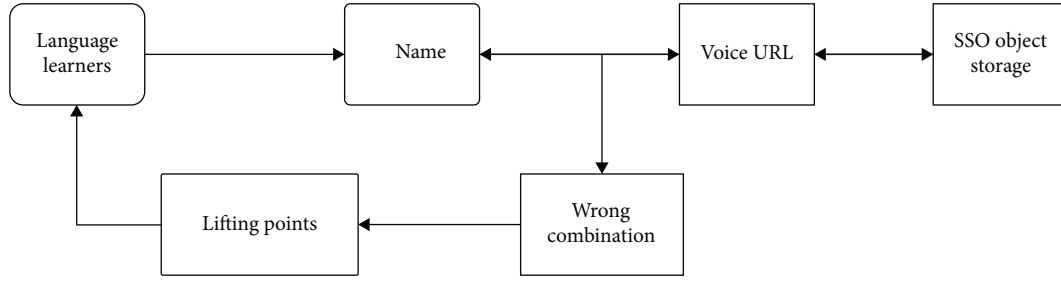 Language
learners
Name
Voice URL
SSO object
storage
Lifting points
Wrong
combination